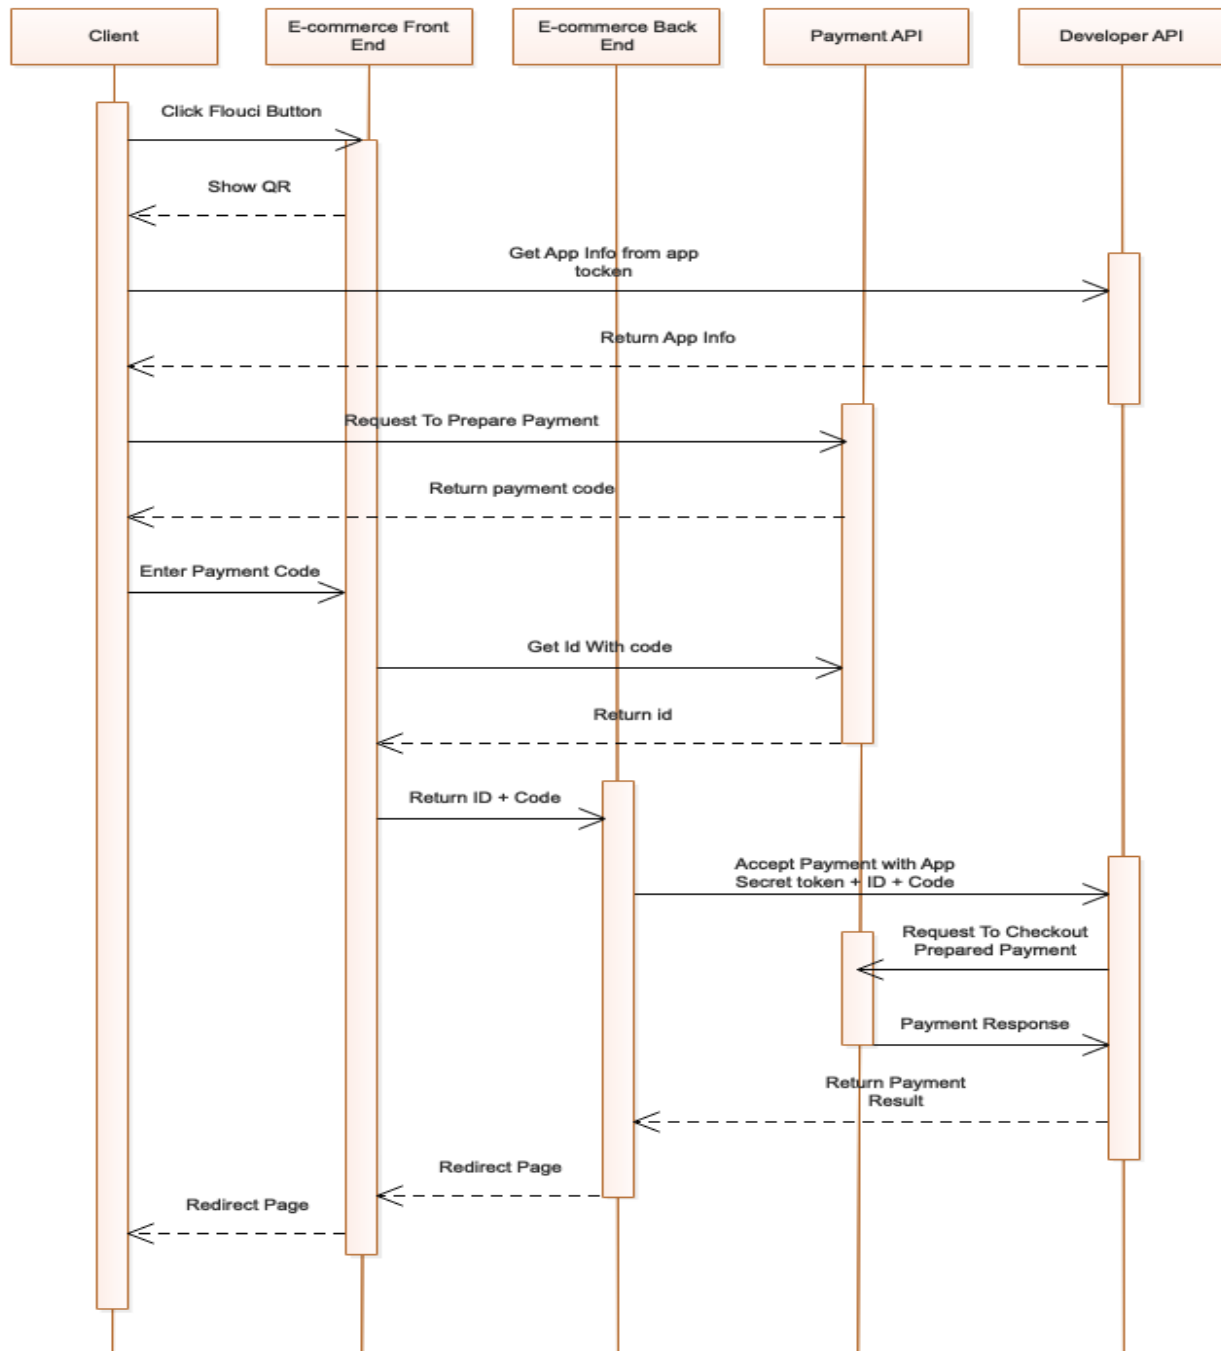 Client
E-commerce Front
End
E-commerce Back
End
Payment API
Developer API
Click Flouci Button
Show QR
Get App Info from app
tocken
Return App Info
Request To Prepare Payment
Return payment code
Enter Payment Code
Get Id With code
Return id
Return ID + Code
Accept Payment with App
Secret token + ID + Code
Request To Checkout
Prepared Payment
Payment Response
Return Payment
Result
Redirect Page
Redirect Page